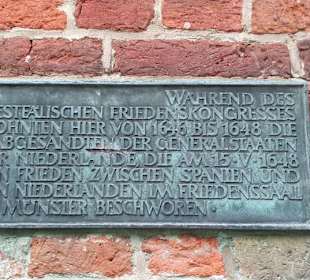 WÄHREND DES
ESTFÄLISCHEN FRIEDENSKONGRESSES
OHNTEN HIER VON 1646 BIS 1648 DIE
ABGESANDTEN DER GENERALSTAATEN
R NIEDERLANDE, DIE AM 15·V·1648
N FRIEDEN ZWISCHEN SPANIEN UND
N NIEDERLANDEN IM FRIEDENSSAAL
MÜNSTER BESCHWOREN